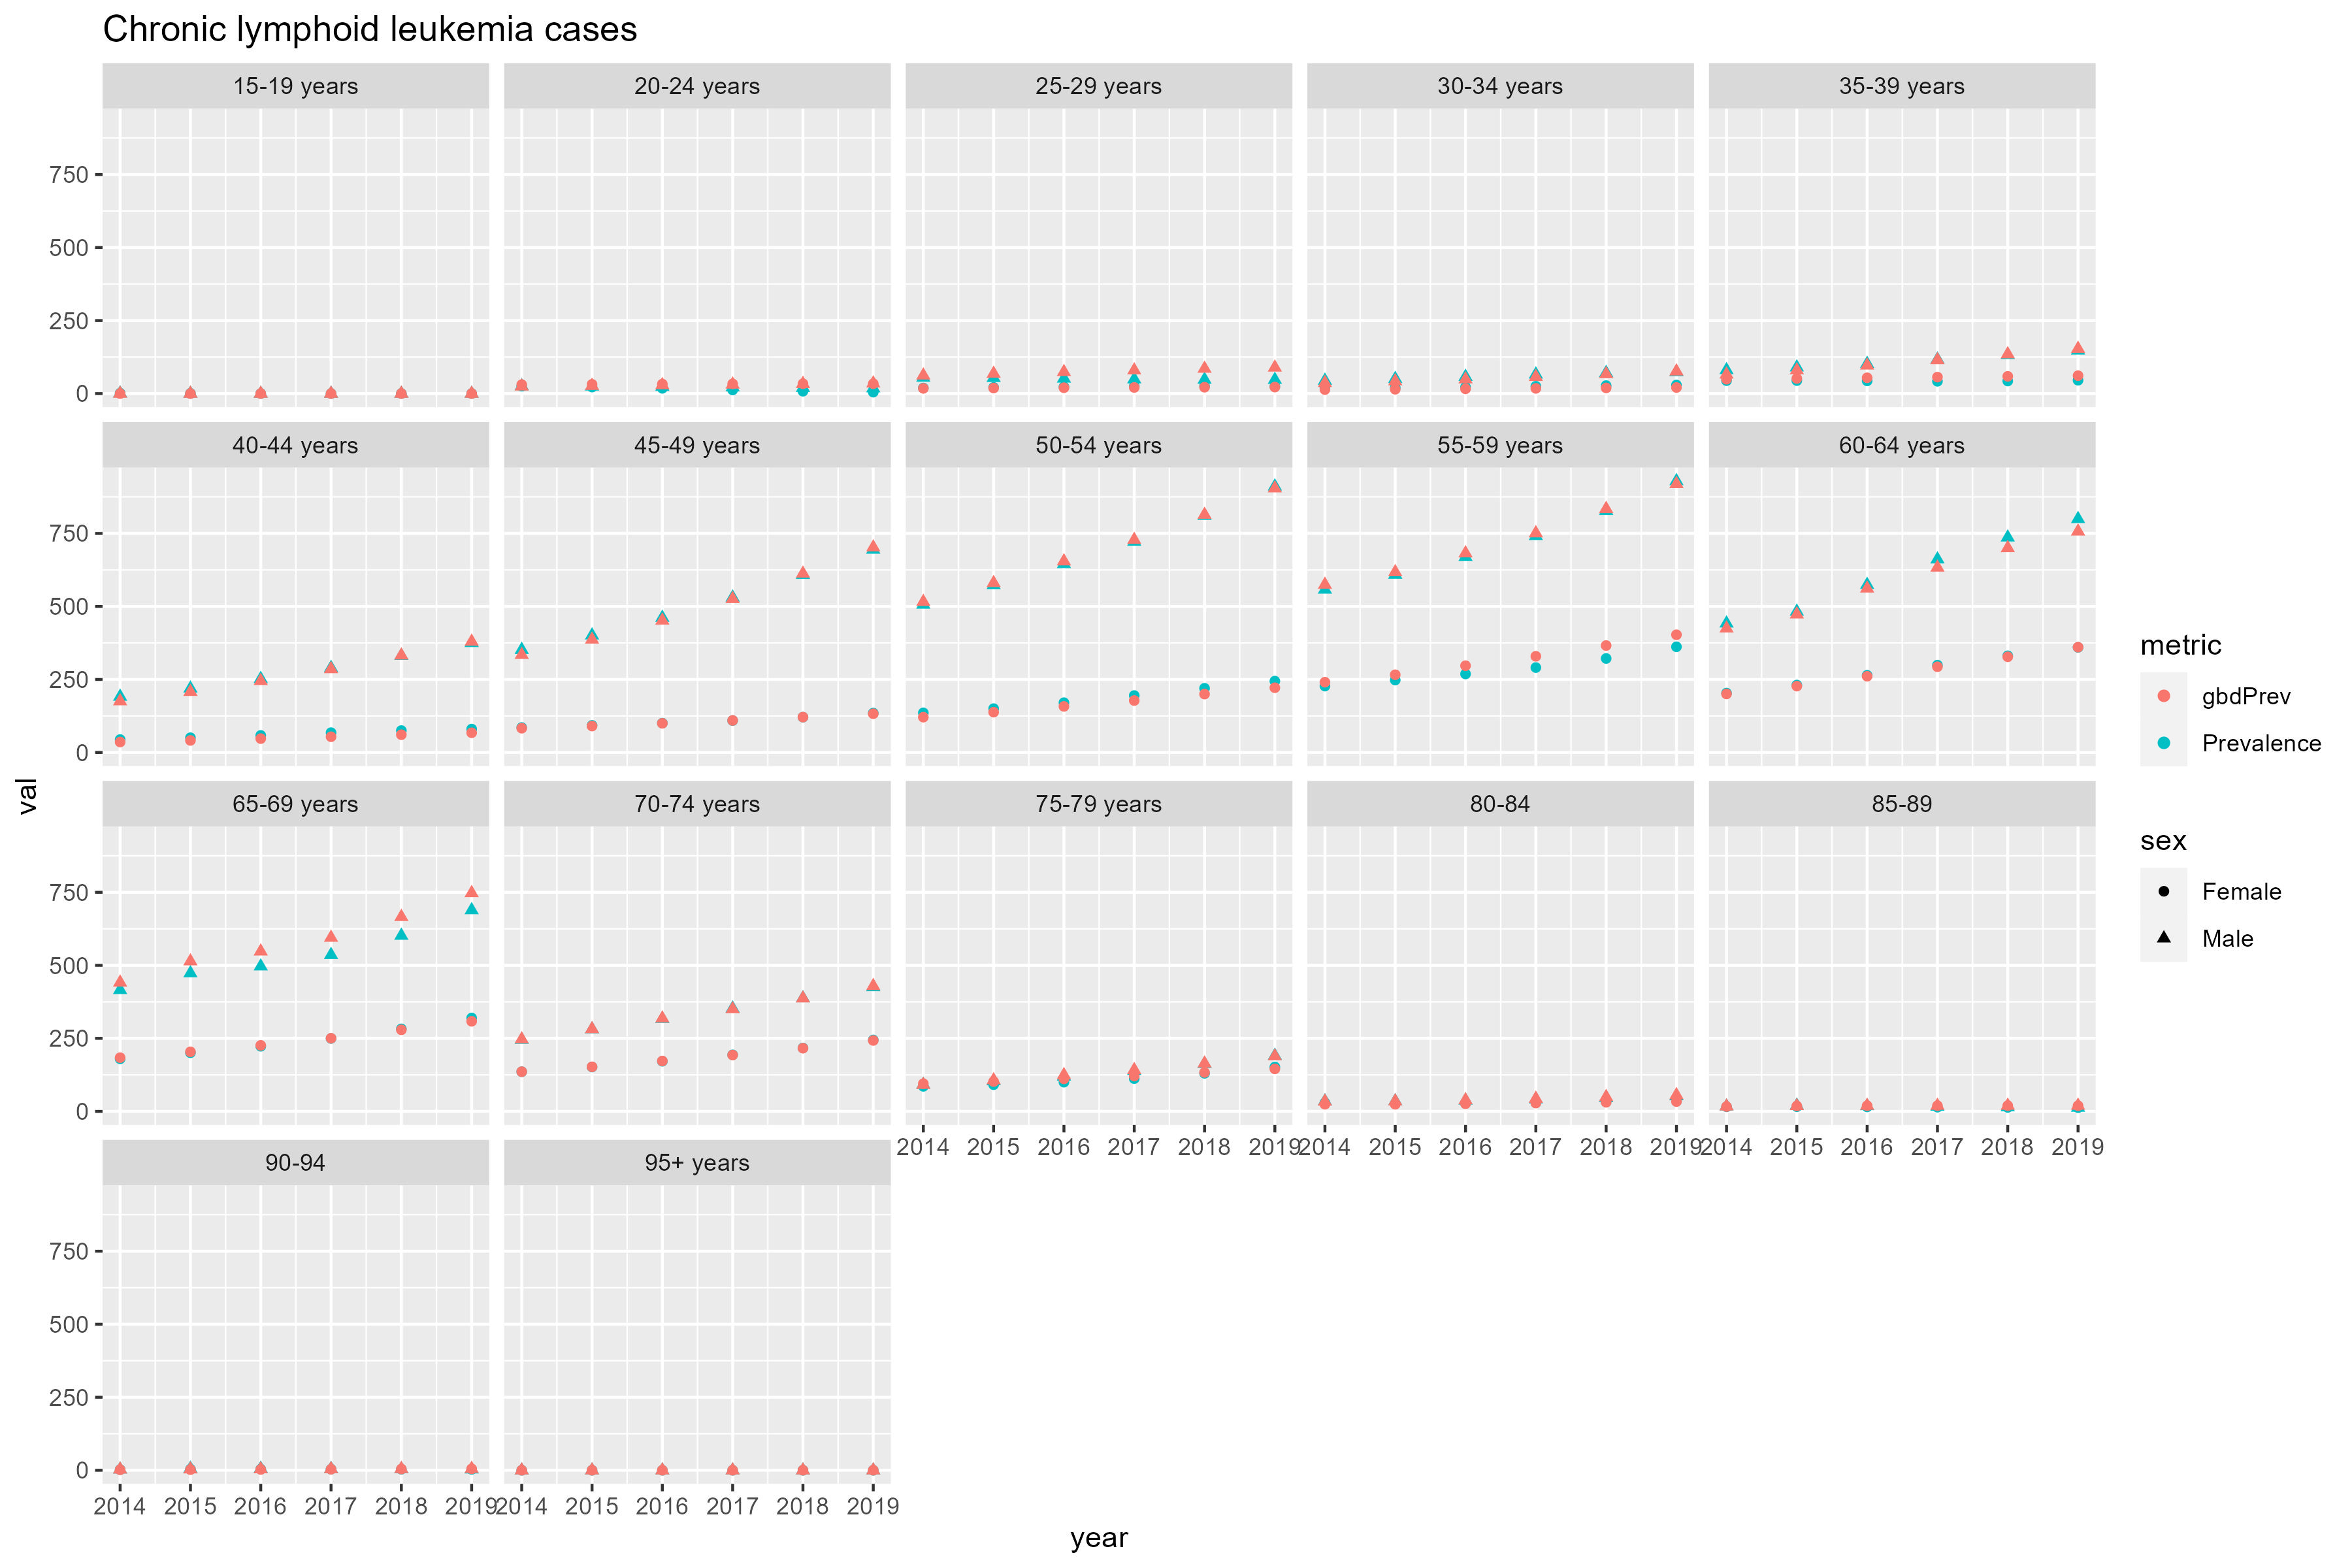 Chronic lymphoid leukemia cases
15-19 years 20-24 years 25-29 years 30-34 years 35-39 years
750
500
250
0
40-44 years 45-49 years 50-54 years 55-59 years 60-64 years
750
500
250
0
metric
gbdPrev
Prevalence
65-69 years 70-74 years 75-79 years 80-84 85-89
750
500
250
0
sex
Female
Male
val
2014 2015 2016 2017 2018 2019 2014 2015 2016 2017 2018 2019 2014 2015 2016 2017 2018 2019
90-94 95+ years
750
500
250
0
2014 2015 2016 2017 2018 2019 2014 2015 2016 2017 2018 2019
year